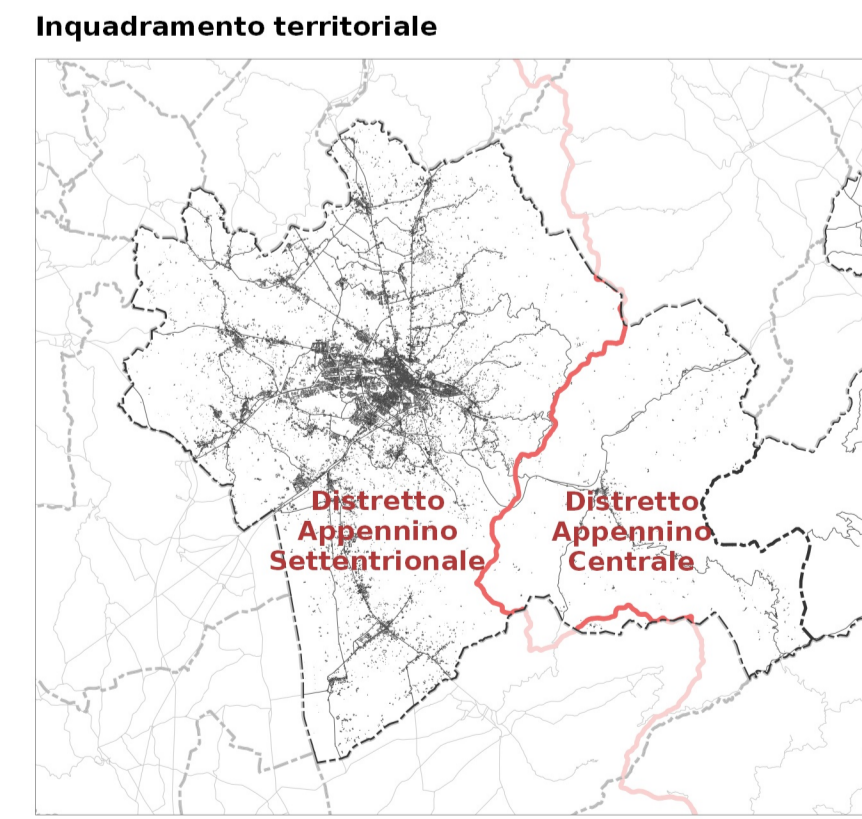 Inquadramento territoriale
Distretto
Appennino
Settentrionale
Distretto
Appennino
Centrale